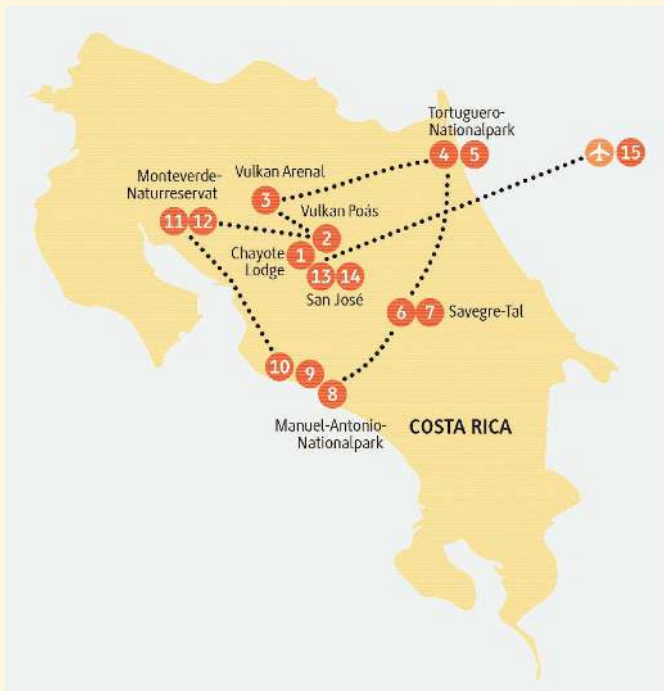 Tortuguero-
Nationalpark
4 5
15
Monteverde-
Naturreservat
11 12
Vulkan Arenal
3
Vulkan Poás
2
Chayote
Lodge
1
13 14
San José
6 7 Savegre-Tal
10 9 8
Manuel-Antonio-
Nationalpark
COSTA RICA